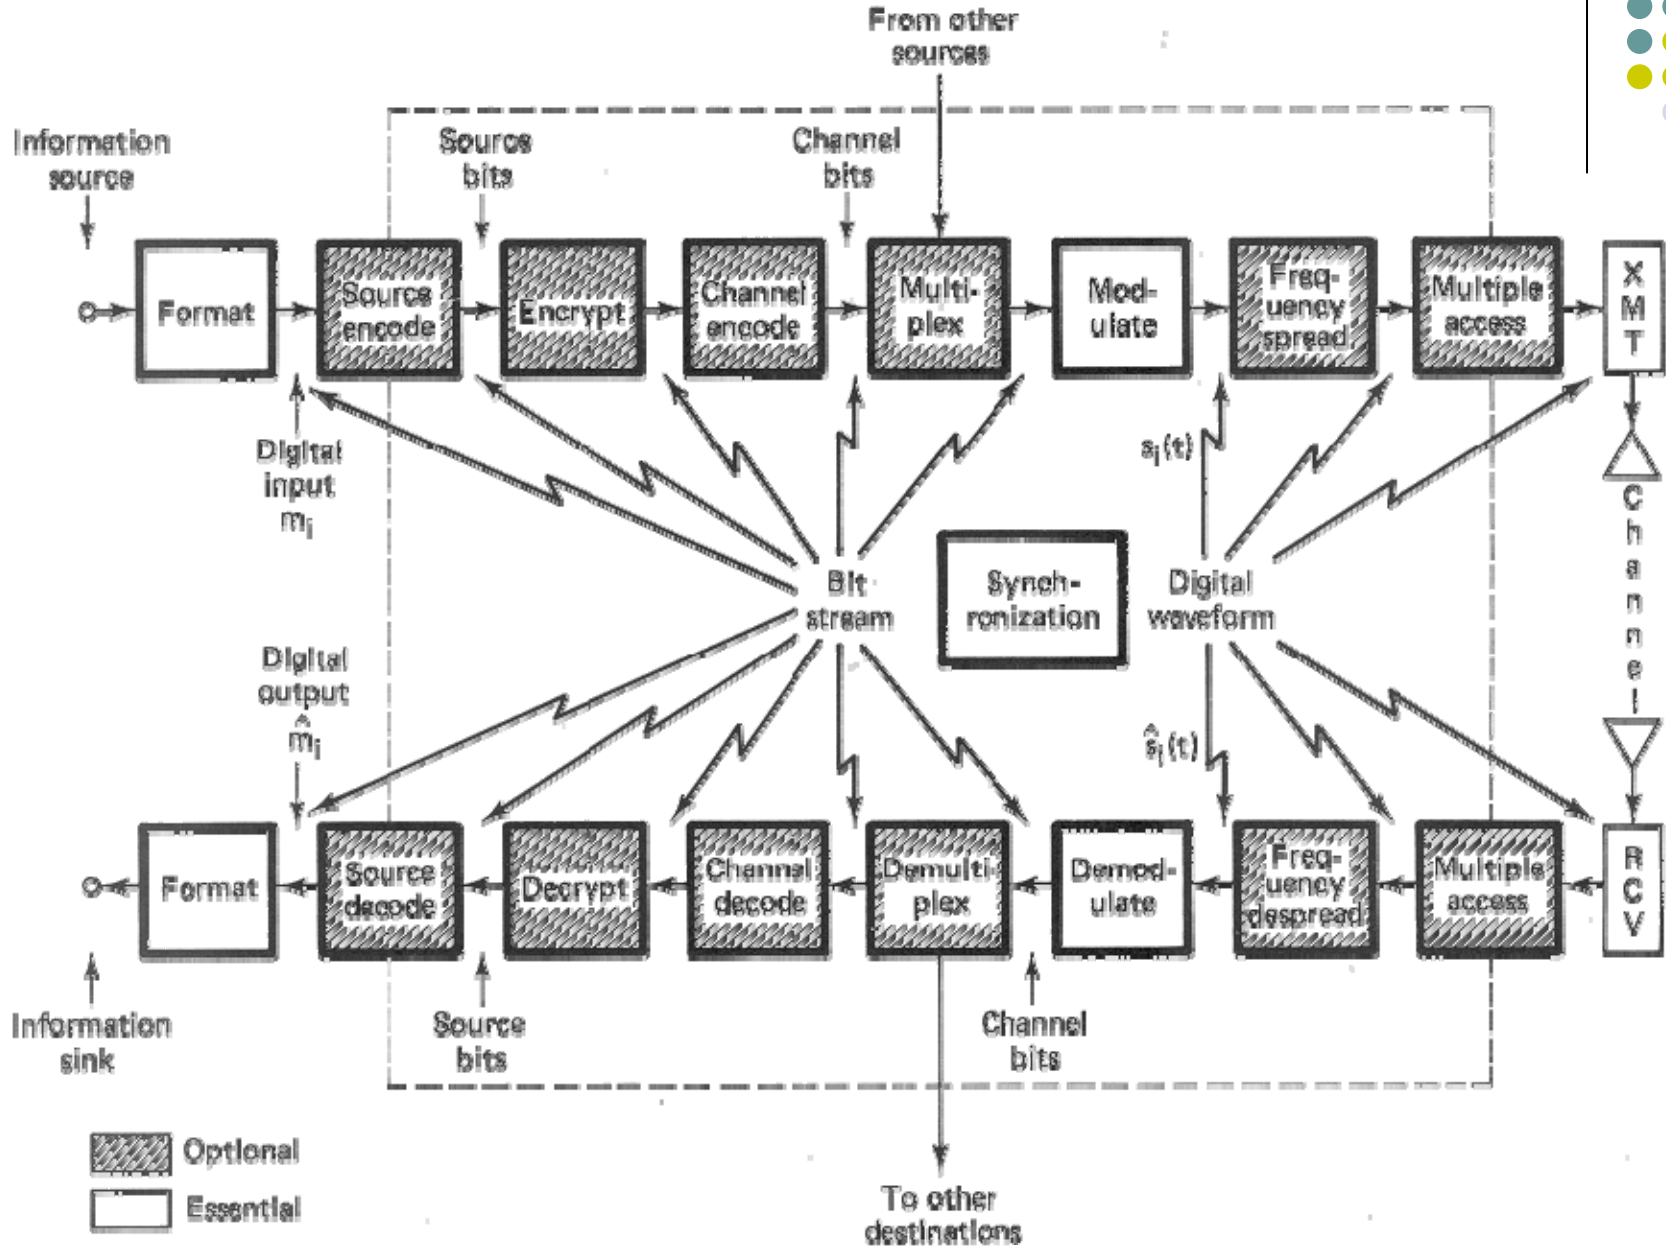 From other
sources
Information
source
Source
bits
Channel
bits
Format
Source
encode
Encrypt
Channel
encode
Multi-
plex
Mod-
ulate
Freq-
uency
spread
Multiple
access
X
M
T
Digital
input
mi
si(t)
Bit
stream
Synch-
ronization
Digital
waveform
C
h
a
n
n
e
l
Digital
output
m̂i
ŝi(t)
Format
Source
decode
Decrypt
Channel
decode
Demulti-
plex
Demod-
ulate
Freq-
uency
despread
Multiple
access
R
C
V
Information
sink
Source
bits
Channel
bits
Optional
Essential
To other
destinations